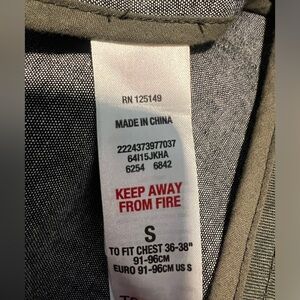 RN 125149
MADE IN CHINA
2224373977037
64I15JKHA
6254 6842
KEEP AWAY
FROM FIRE
S
TO FIT CHEST 36-38"
91-96CM
EURO 91-96CM US S